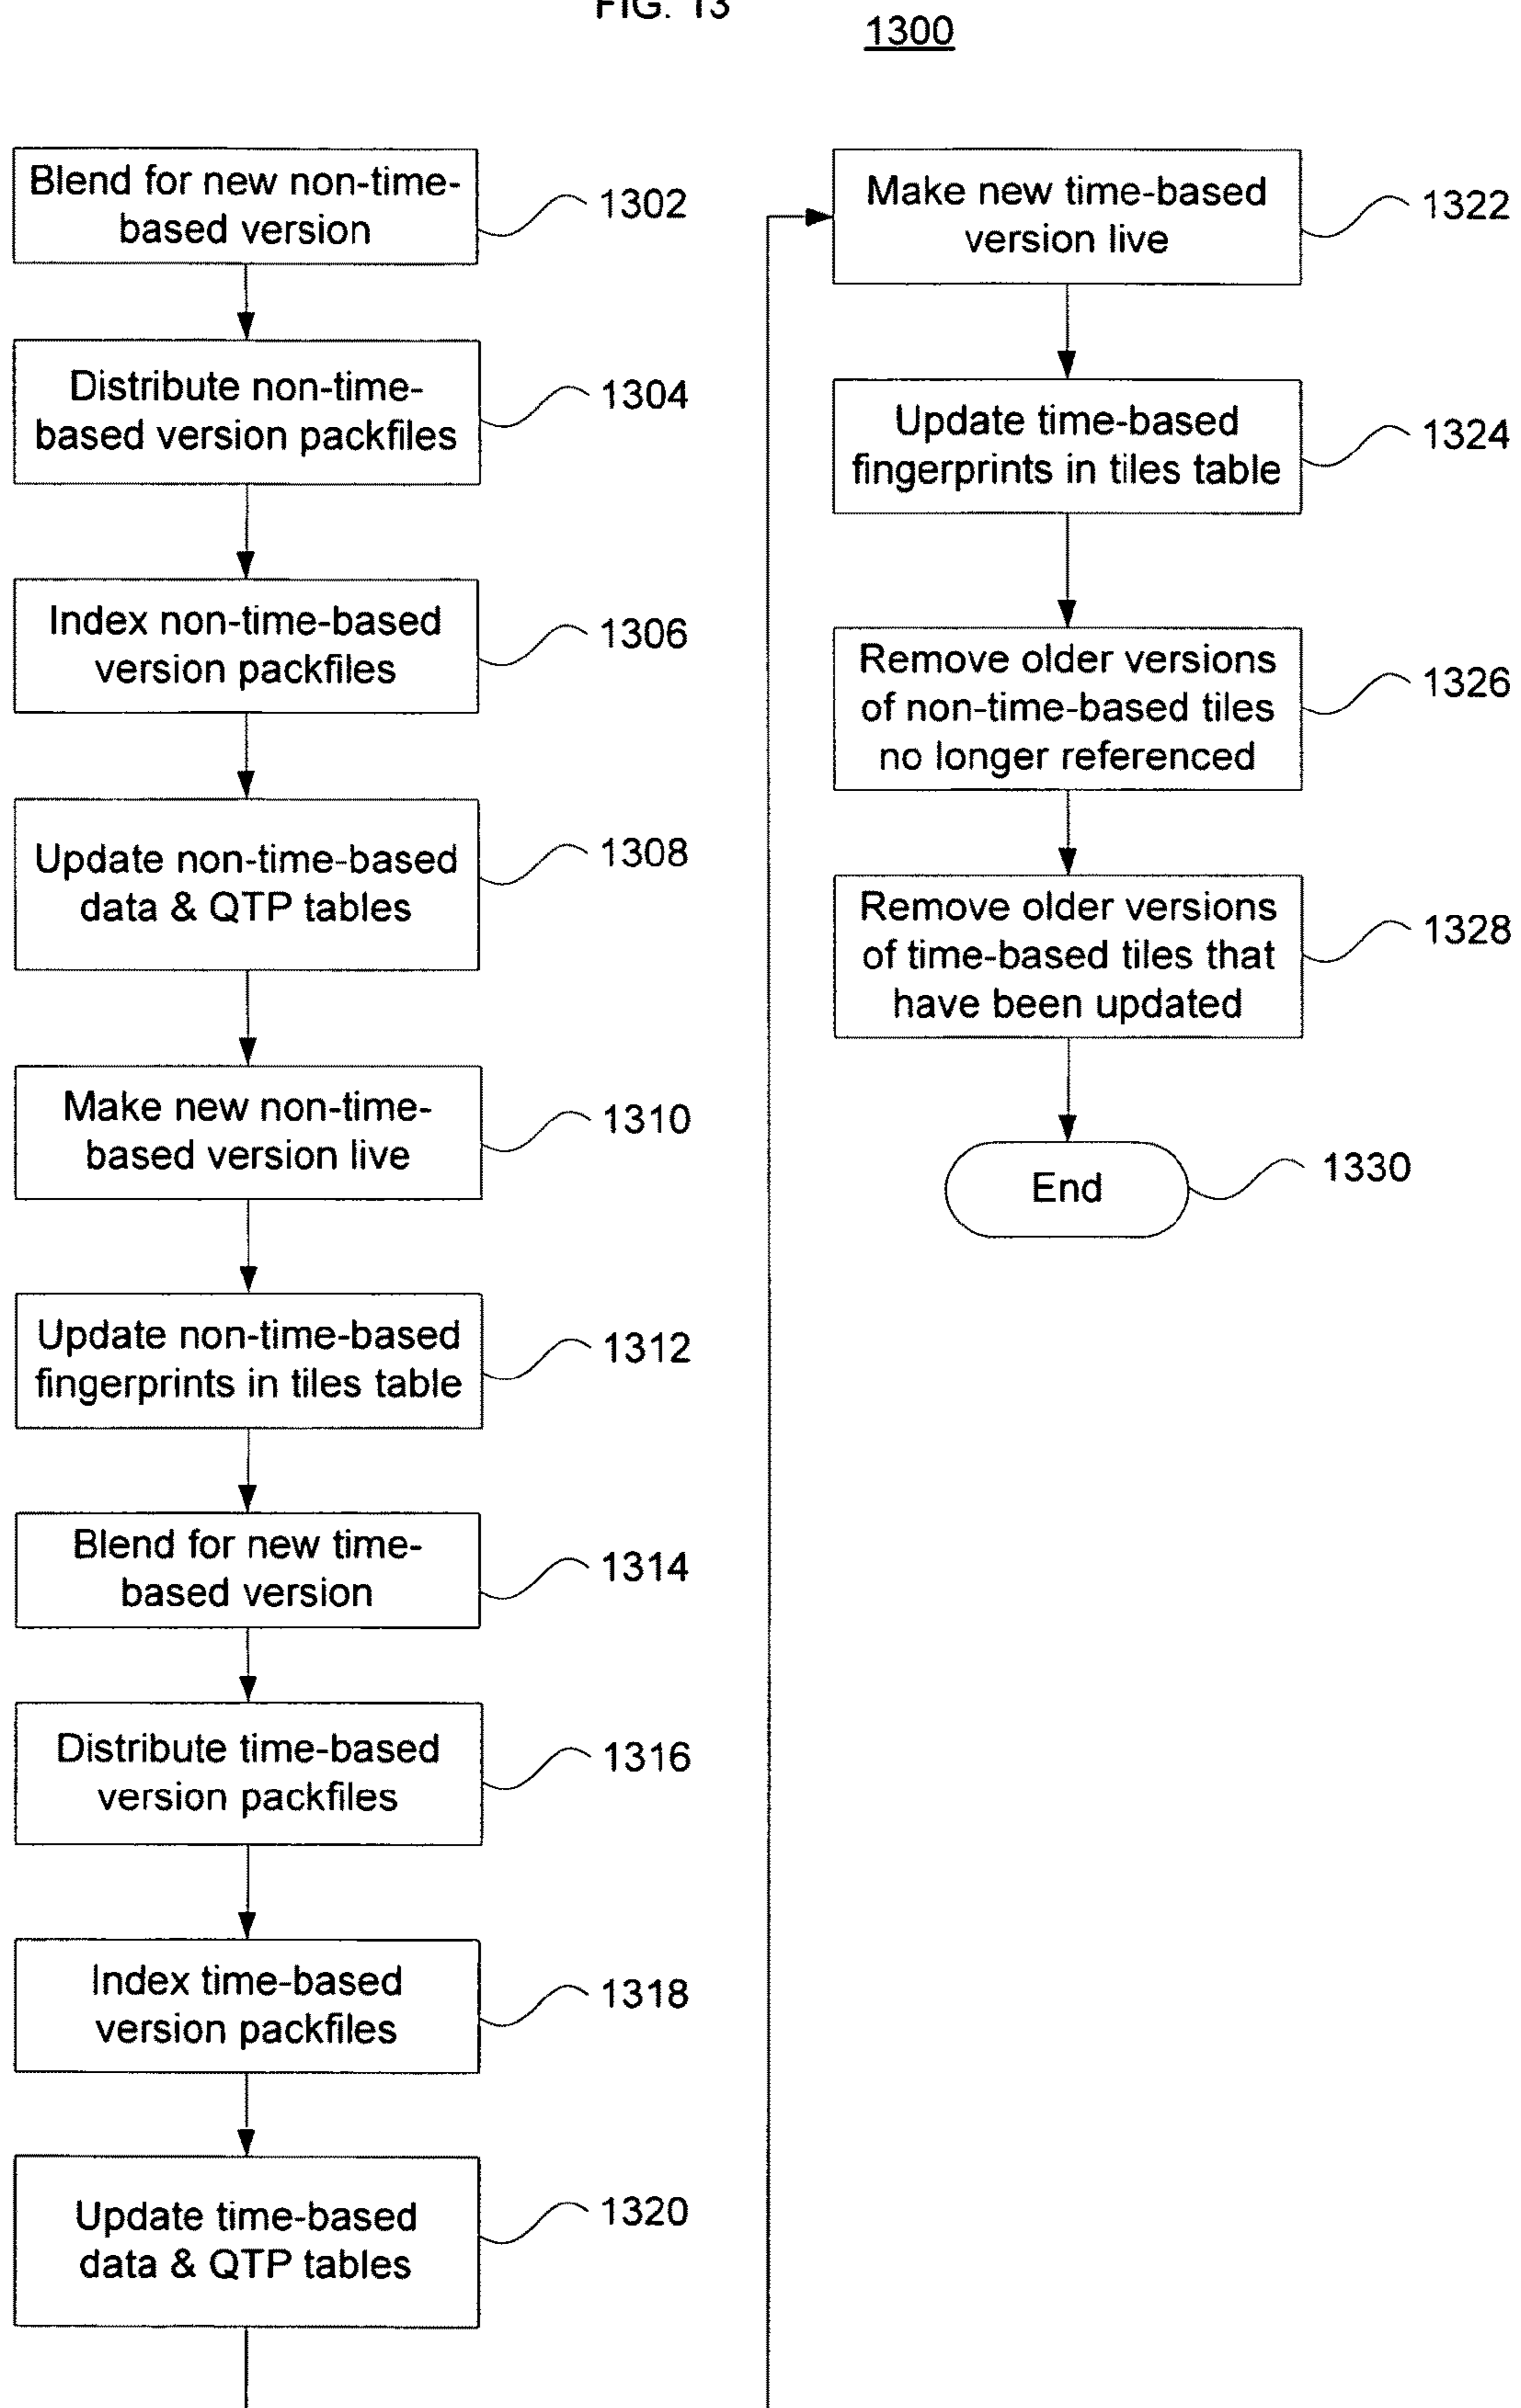 FIG. 13
1300
Blend for new non-time-
based version
1302
Distribute non-time-
based version packfiles
1304
Index non-time-based
version packfiles
1306
Update non-time-based
data & QTP tables
1308
Make new non-time-
based version live
1310
Update non-time-based
fingerprints in tiles table
1312
Blend for new time-
based version
1314
Distribute time-based
version packfiles
1316
Index time-based
version packfiles
1318
Update time-based
data & QTP tables
1320
Make new time-based
version live
1322
Update time-based
fingerprints in tiles table
1324
Remove older versions
of non-time-based tiles
no longer referenced
1326
Remove older versions
of time-based tiles that
have been updated
1328
End
1330